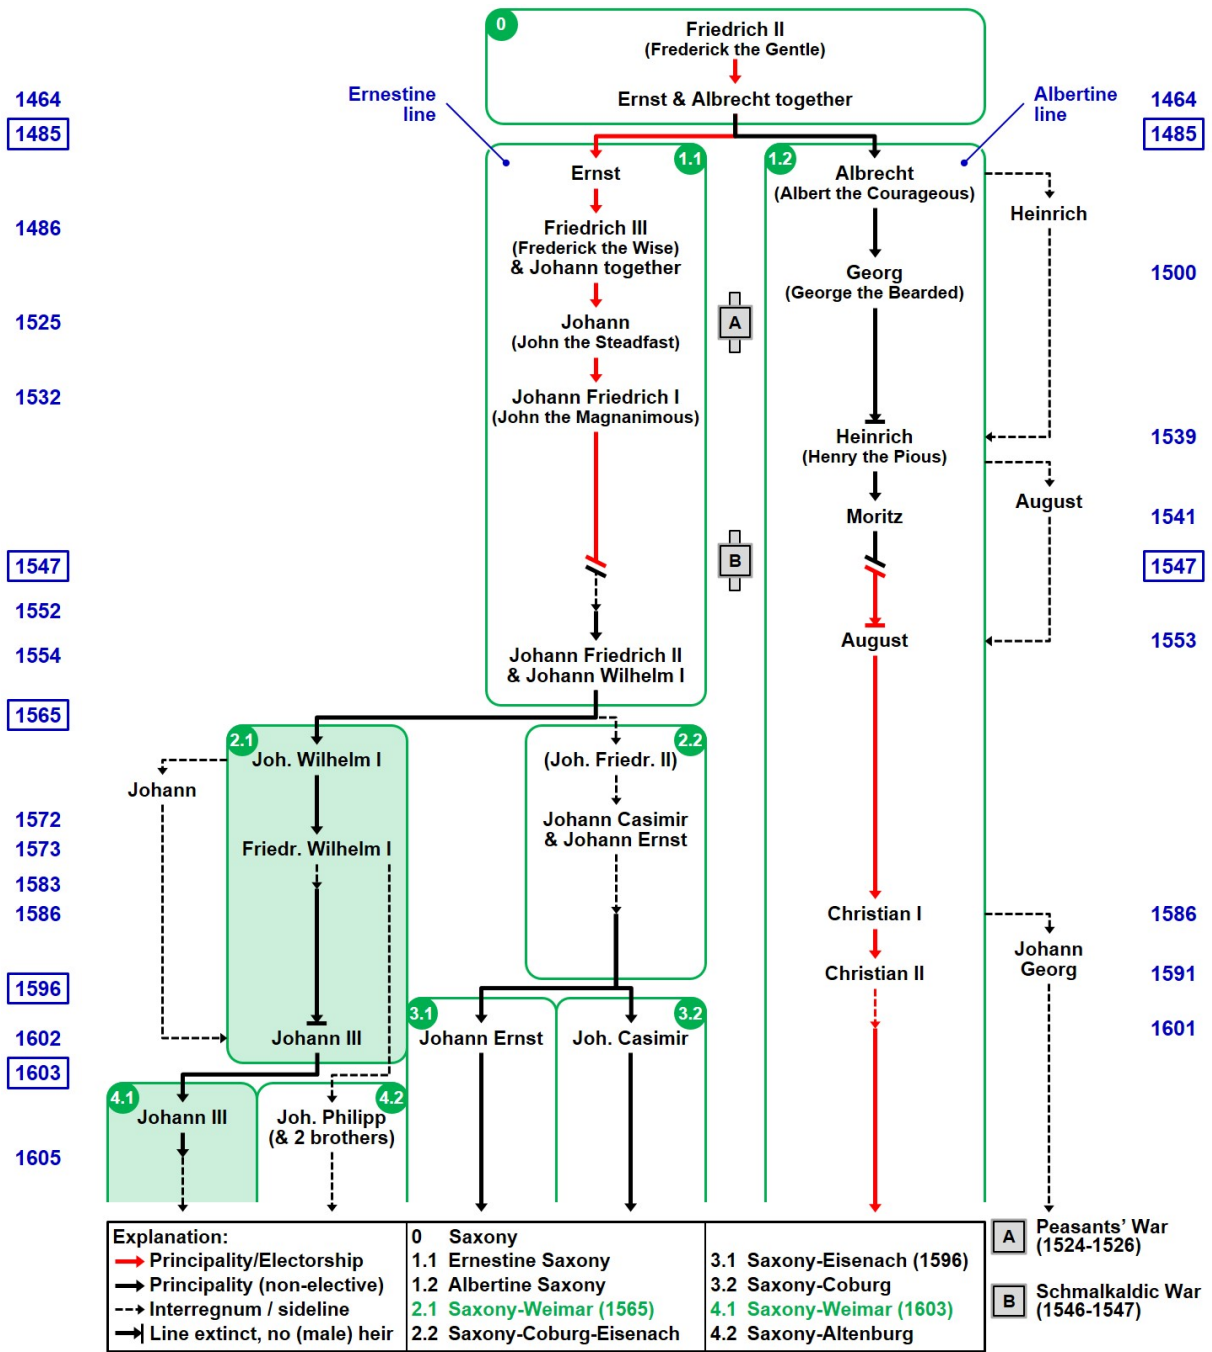 0
Friedrich II
(Frederick the Gentle)
Ernst & Albrecht together
Ernestine
line
Albertine
line
1464
1485
1486
1525
1532
1547
1552
1554
1565
1572
1573
1583
1586
1596
1602
1603
1605
1464
1485
1500
1539
1541
1547
1553
1586
1591
1601
1.1
Ernst
Friedrich III
(Frederick the Wise)
& Johann together
Johann
(John the Steadfast)
Johann Friedrich I
(John the Magnanimous)
Johann Friedrich II
& Johann Wilhelm I
A
B
1.2
Albrecht
(Albert the Courageous)
Georg
(George the Bearded)
Heinrich
(Henry the Pious)
Moritz
August
Christian I
Christian II
Heinrich
August
Johann
Georg
2.1
Joh. Wilhelm I
Johann
Friedr. Wilhelm I
Johann III
2.2
(Joh. Friedr. II)
Johann Casimir
& Johann Ernst
3.1
Johann Ernst
3.2
Joh. Casimir
4.1
Johann III
4.2
Joh. Philipp
(& 2 brothers)
Explanation:
Principality/Electorship
Principality (non-elective)
Interregnum / sideline
Line extinct, no (male) heir
0 Saxony
1.1 Ernestine Saxony
1.2 Albertine Saxony
2.1 Saxony-Weimar (1565)
2.2 Saxony-Coburg-Eisenach
3.1 Saxony-Eisenach (1596)
3.2 Saxony-Coburg
4.1 Saxony-Weimar (1603)
4.2 Saxony-Altenburg
A Peasants' War
(1524-1526)
B Schmalkaldic War
(1546-1547)